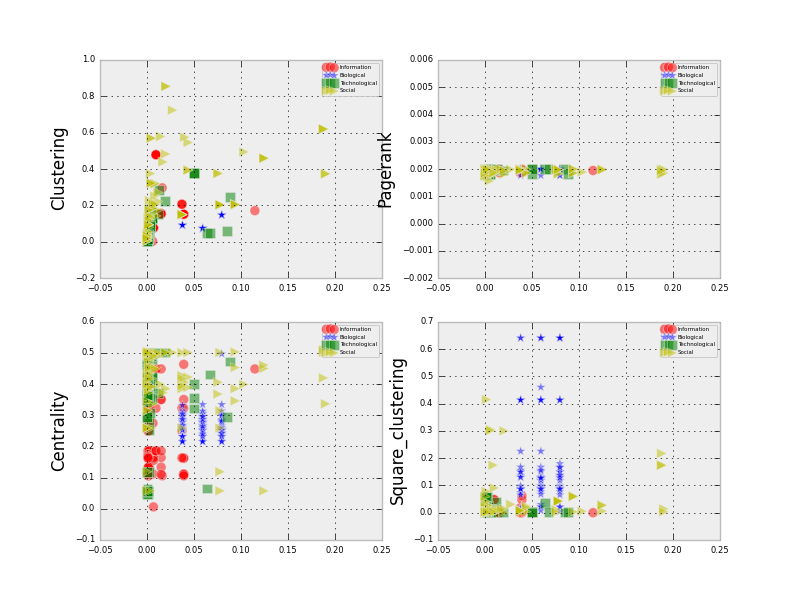 Clustering
1.0
0.8
0.6
0.4
0.2
0.0
−0.2
−0.05 0.00 0.05 0.10 0.15 0.20 0.25
Information
Biological
Technological
Social
Pagerank
0.006
0.005
0.004
0.003
0.002
0.001
0.000
−0.001
−0.002
−0.05 0.00 0.05 0.10 0.15 0.20 0.25
Information
Biological
Technological
Social
Centrality
0.6
0.5
0.4
0.3
0.2
0.1
0.0
−0.1
−0.05 0.00 0.05 0.10 0.15 0.20 0.25
Information
Biological
Technological
Social
Square_clustering
0.7
0.6
0.5
0.4
0.3
0.2
0.1
0.0
−0.1
−0.05 0.00 0.05 0.10 0.15 0.20 0.25
Information
Biological
Technological
Social